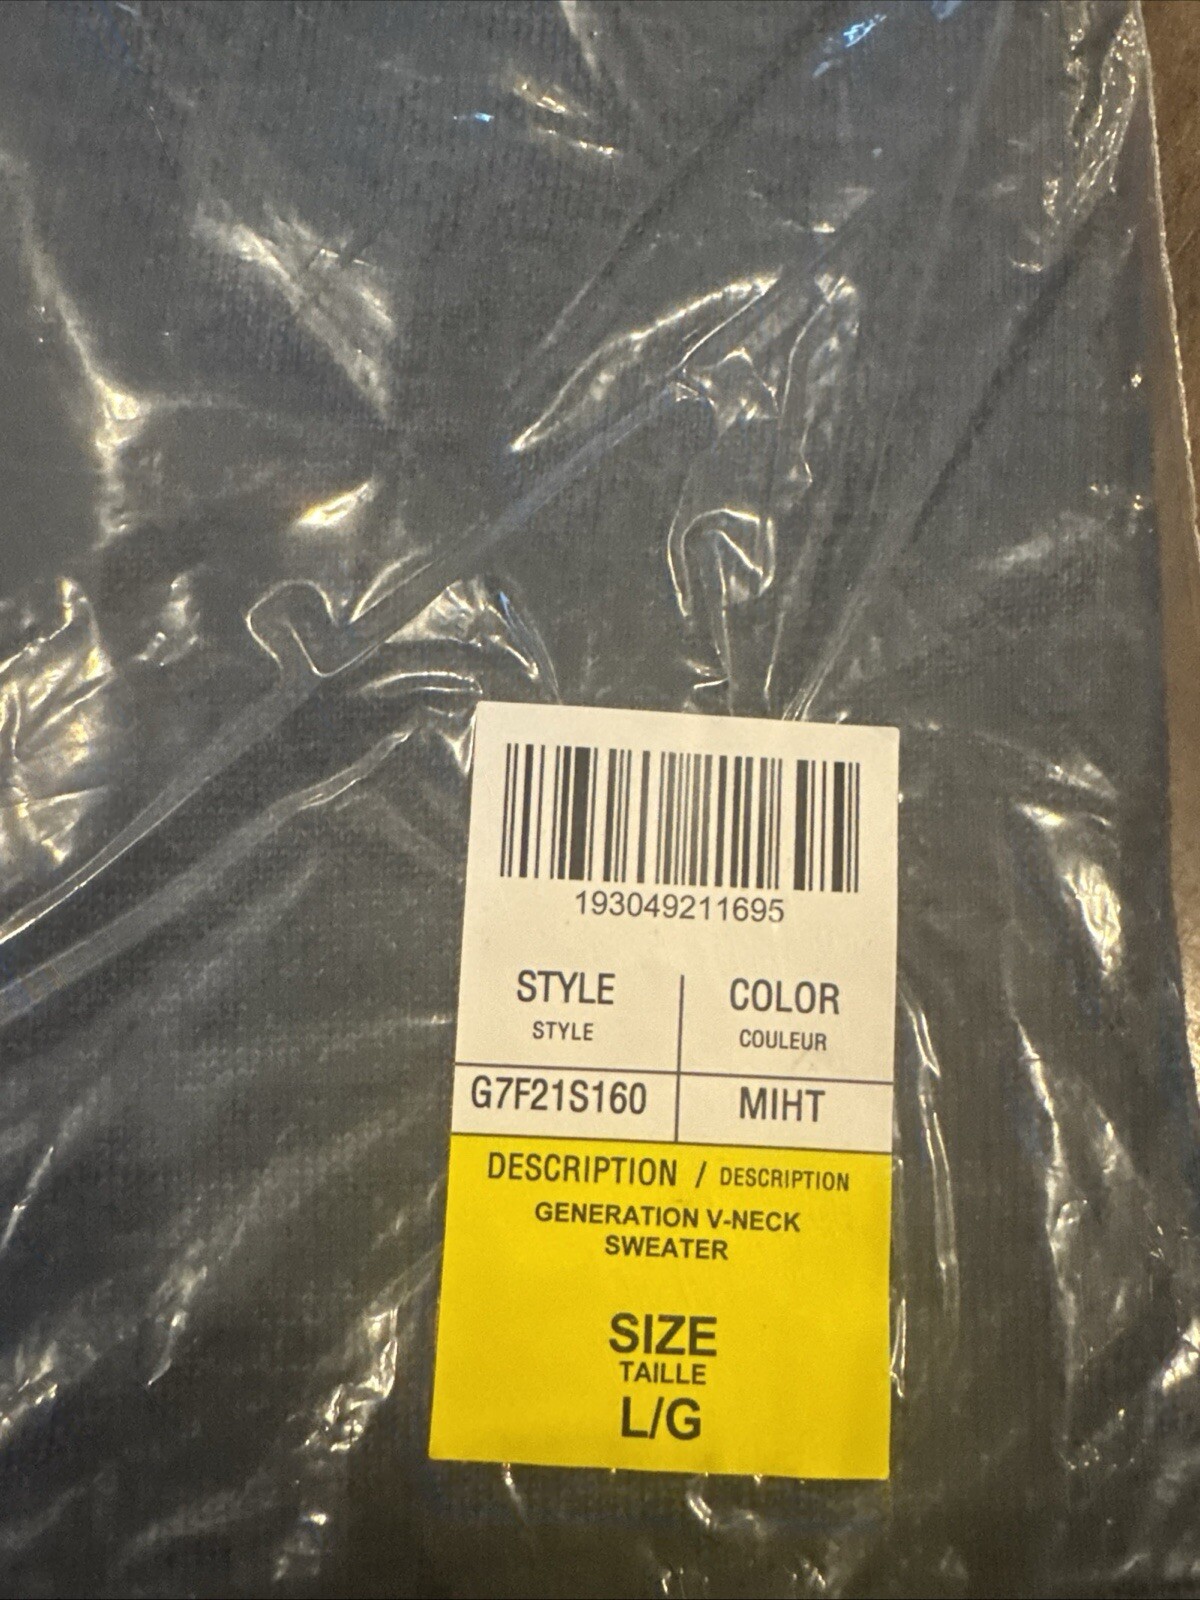 193049211695
STYLE
STYLE
COLOR
COULEUR
G7F21S160
MIHT
DESCRIPTION / DESCRIPTION
GENERATION V-NECK
SWEATER
SIZE
TAILLE
L/G